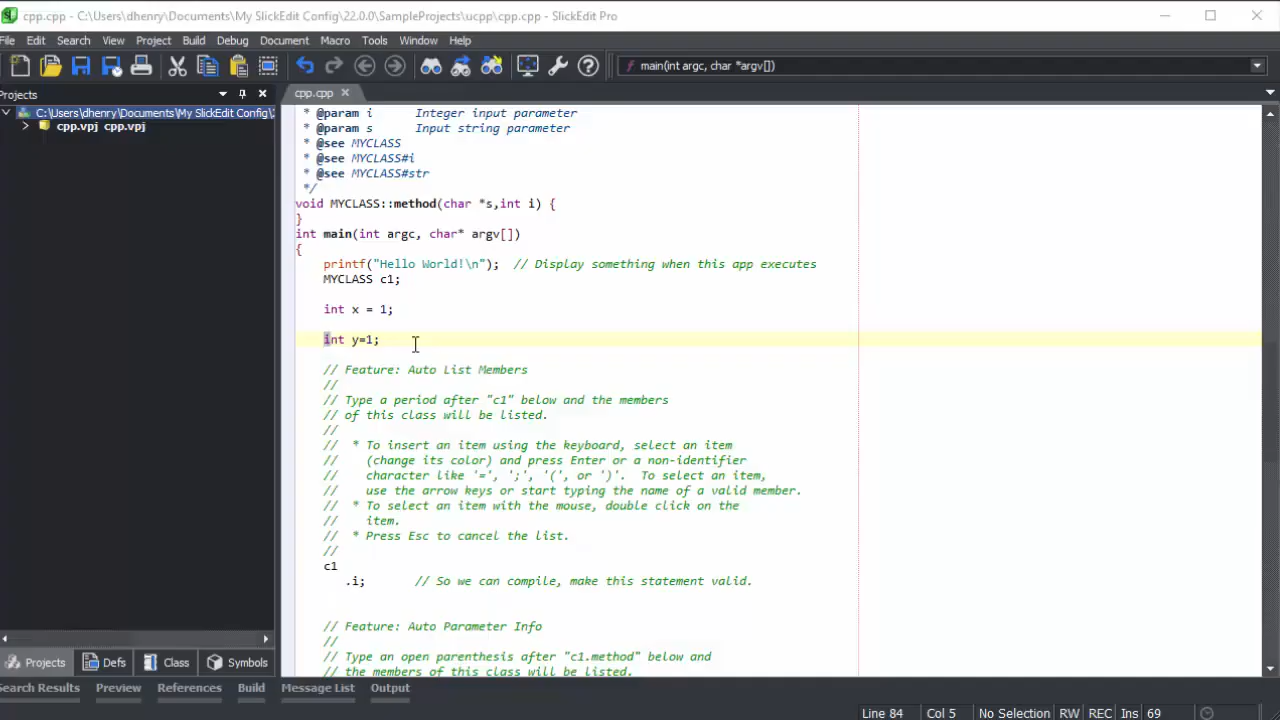 cpp.cpp - C:\Users\dhenry\Documents\My SlickEdit Config\22.0.0\SampleProjects\ucpp\cpp.cpp - SlickEdit Pro
File Edit Search View Project Build Debug Document Macro Tools Window Help
main(int argc, char *argv[])
Projects
cpp.cpp
C:\Users\dhenry\Documents\My SlickEdit Config\
cpp.vpj cpp.vpj
* @param i      Integer input parameter
* @param s      Input string parameter
* @see MYCLASS
* @see MYCLASS#i
* @see MYCLASS#str
*/
void MYCLASS::method(char *s,int i) {
}
int main(int argc, char* argv[])
{
printf("Hello World!\n");  // Display something when this app executes
MYCLASS c1;
int x = 1;
int y=1;
// Feature: Auto List Members
//
// Type a period after "c1" below and the members
// of this class will be listed.
//
//  * To insert an item using the keyboard, select an item
//    (change its color) and press Enter or a non-identifier
//    character like '=', ';', '(', or ')'.  To select an item,
//    use the arrow keys or start typing the name of a valid member.
//  * To select an item with the mouse, double click on the
//    item.
//  * Press Esc to cancel the list.
//
c1
.i;       // So we can compile, make this statement valid.
// Feature: Auto Parameter Info
//
// Type an open parenthesis after "c1.method" below and
// the members of this class will be listed.
Projects Defs Class Symbols
Search Results Preview References Build Message List Output
Line 84 Col 5 No Selection RW REC Ins 69